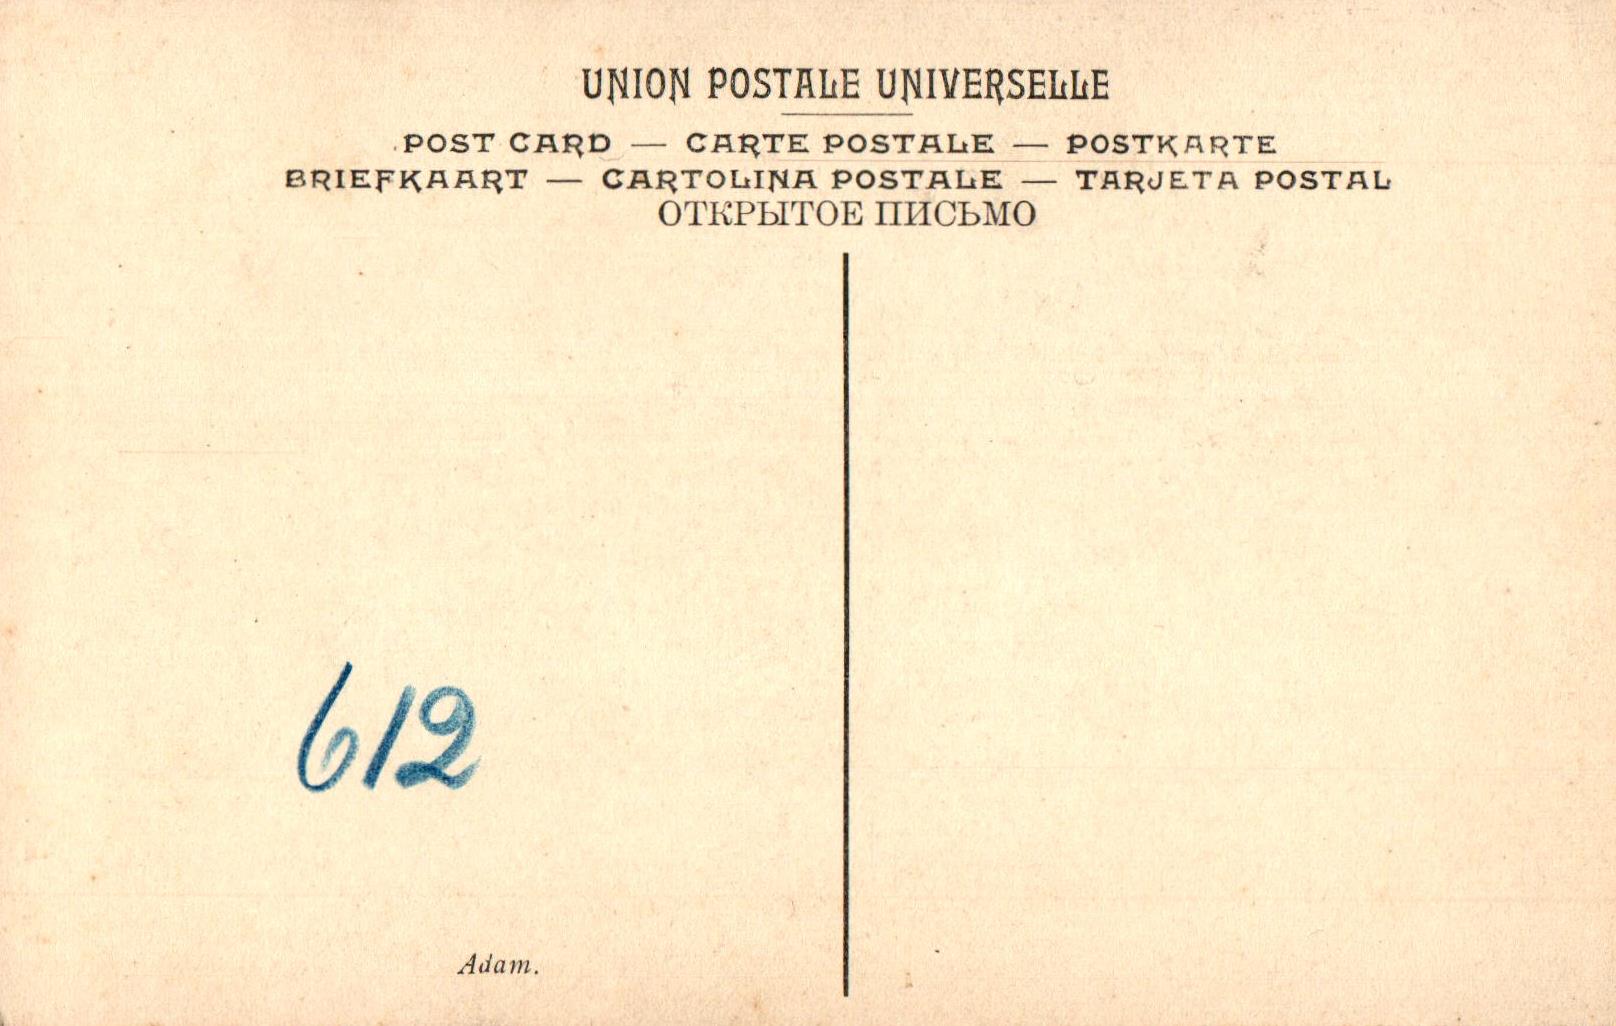 UNION POSTALE UNIVERSELLE
POST CARD — CARTE POSTALE — POSTKARTE
BRIEFKAART — CARTOLINA POSTALE — TARJETA POSTAL
ОТКРЫТОЕ ПИСЬМО
612
Adam.